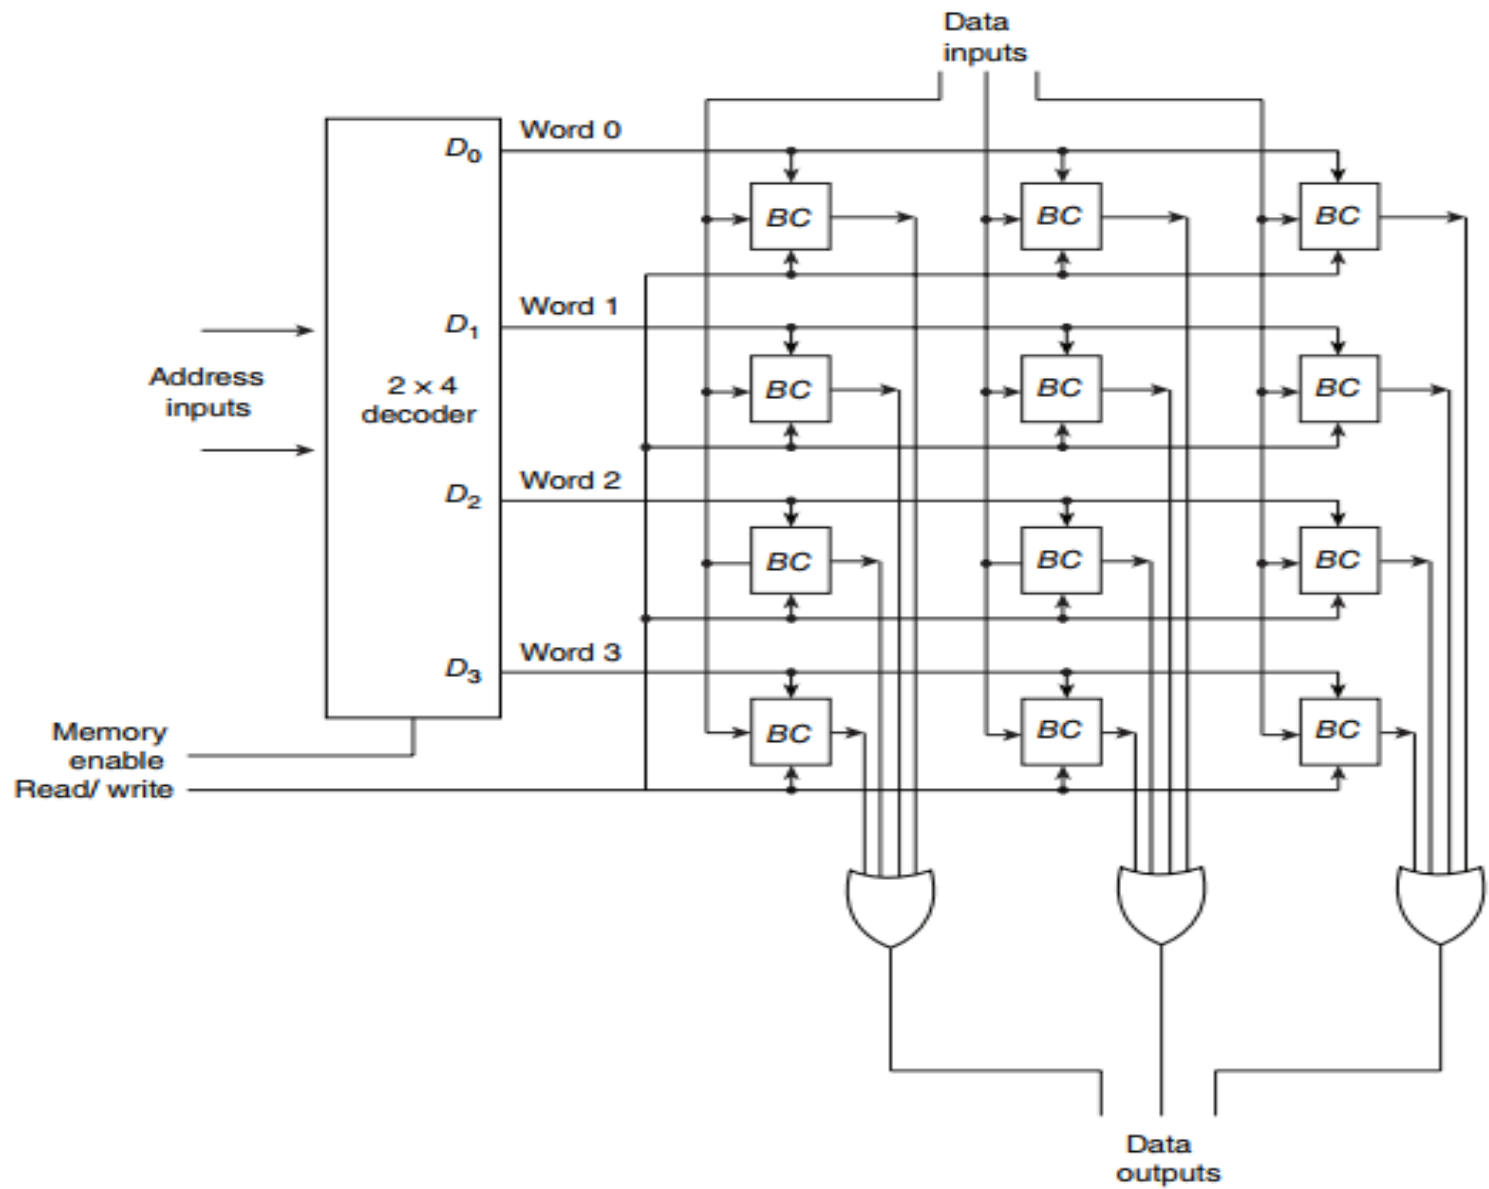 Data
inputs
Word 0
D0
BC BC BC
Word 1
D1
Address
inputs
2 x 4
decoder
BC BC BC
Word 2
D2
BC BC BC
Word 3
D3
BC BC BC
Memory
enable
Read/ write
Data
outputs